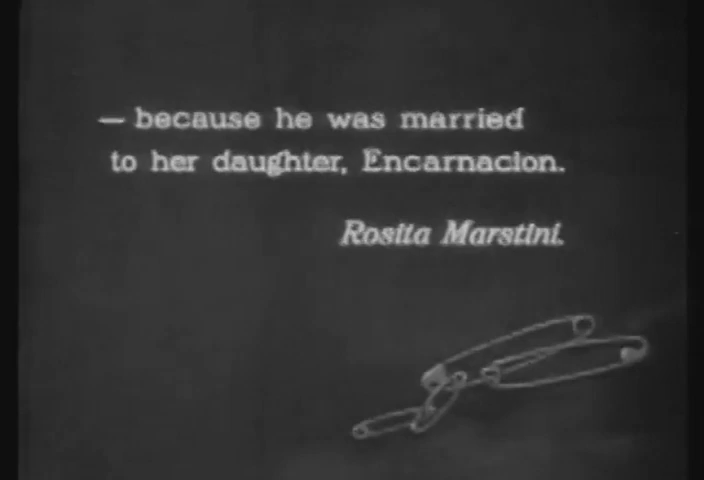 — because he was married
to her daughter, Encarnacion.
Rosita Marstini.